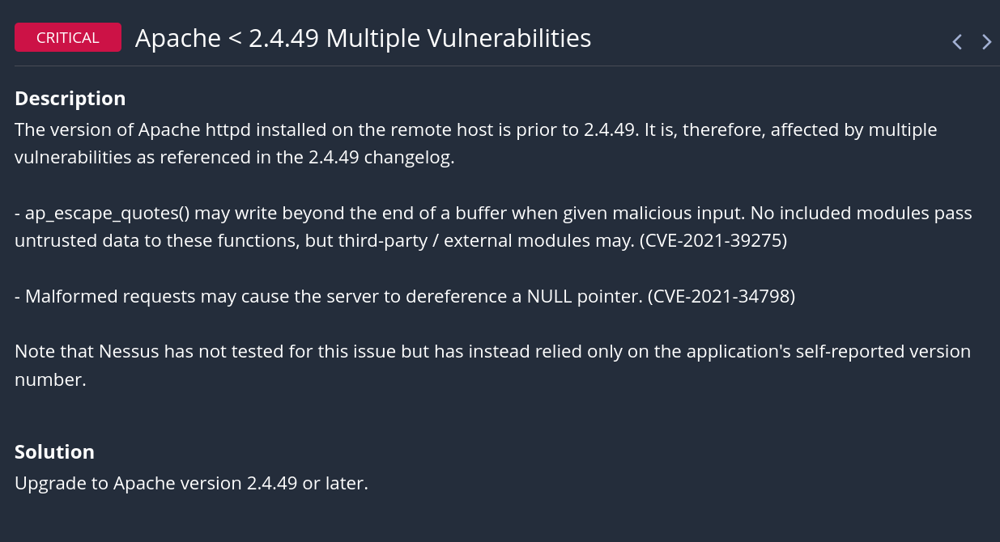 CRITICAL Apache < 2.4.49 Multiple Vulnerabilities
Description
The version of Apache httpd installed on the remote host is prior to 2.4.49. It is, therefore, affected by multiple
vulnerabilities as referenced in the 2.4.49 changelog.
- ap_escape_quotes() may write beyond the end of a buffer when given malicious input. No included modules pass
untrusted data to these functions, but third-party / external modules may. (CVE-2021-39275)
- Malformed requests may cause the server to dereference a NULL pointer. (CVE-2021-34798)
Note that Nessus has not tested for this issue but has instead relied only on the application's self-reported version
number.
Solution
Upgrade to Apache version 2.4.49 or later.